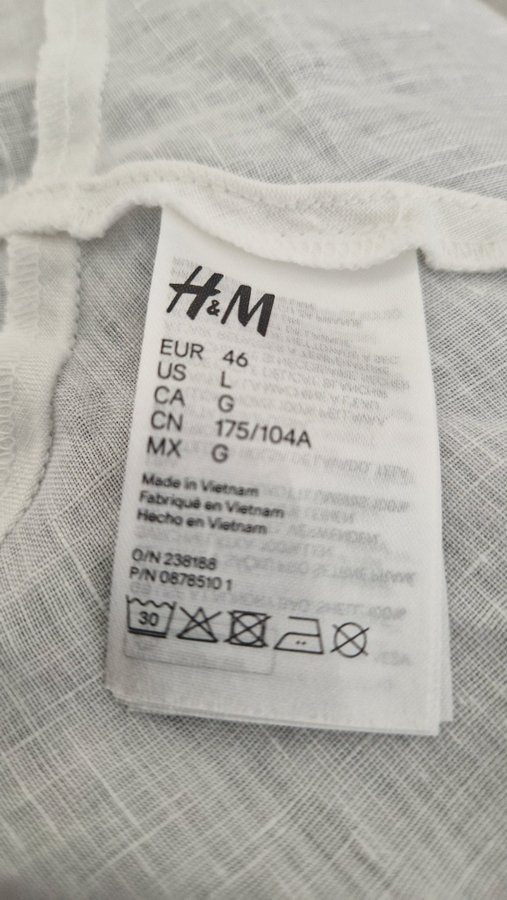 H&M
EUR 46
US L
CA G
CN 175/104A
MX G
Made in Vietnam
Fabriqué en Vietnam
Hecho en Vietnam
O/N 238188
P/N 0878510 1
30